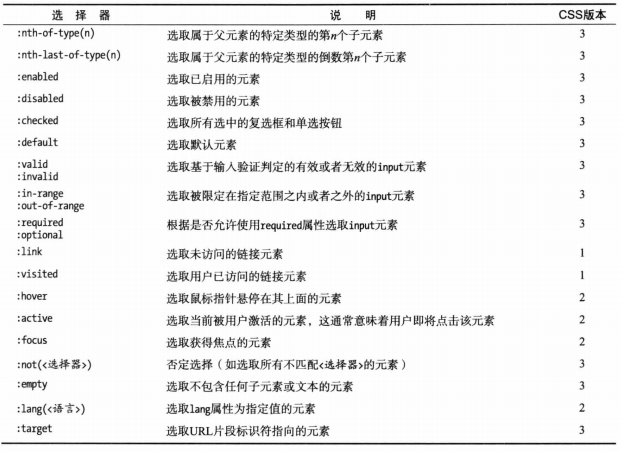 选择器 说明 CSS版本
:nth-of-type(n) 选取属于父元素的特定类型的第n个子元素 3
:nth-last-of-type(n) 选取属于父元素的特定类型的倒数第n个子元素 3
:enabled 选取已启用的元素 3
:disabled 选取被禁用的元素 3
:checked 选取所有选中的复选框和单选按钮 3
:default 选取默认元素 3
:valid
:invalid 选取基于输入验证判定的有效或者无效的input元素 3
:in-range
:out-of-range 选取被限定在指定范围之内或者之外的input元素 3
:required
:optional 根据是否允许使用required属性选取input元素 3
:link 选取未访问的链接元素 1
:visited 选取用户已访问的链接元素 1
:hover 选取鼠标指针悬停在其上面的元素 2
:active 选取当前被用户激活的元素，这通常意味着用户即将点击该元素 2
:focus 选取获得焦点的元素 2
:not(<选择器>) 否定选择（如选取所有不匹配<选择器>的元素） 3
:empty 选取不包含任何子元素或文本的元素 3
:lang(<语言>) 选取lang属性为指定值的元素 2
:target 选取URL片段标识符指向的元素 3